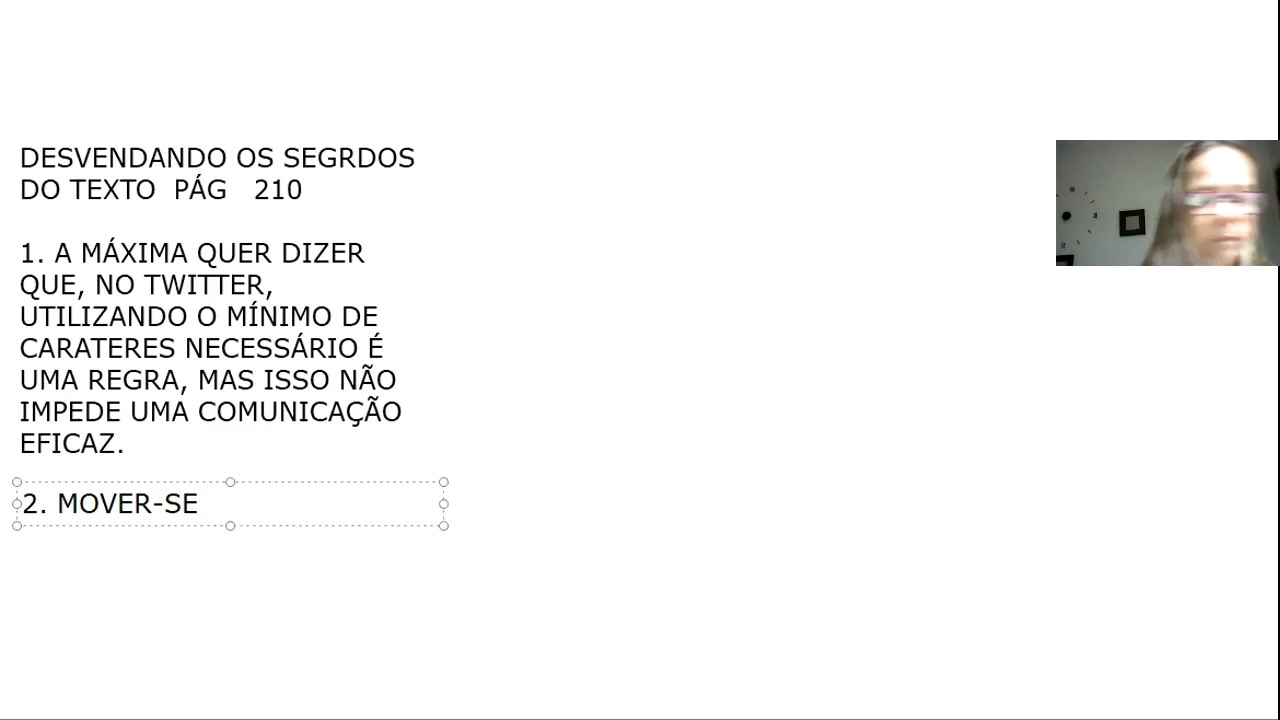 DESVENDANDO OS SEGRDOS
DO TEXTO PÁG 210
1. A MÁXIMA QUER DIZER
QUE, NO TWITTER,
UTILIZANDO O MÍNIMO DE
CARATERES NECESSÁRIO É
UMA REGRA, MAS ISSO NÃO
IMPEDE UMA COMUNICAÇÃO
EFICAZ.
2. MOVER-SE